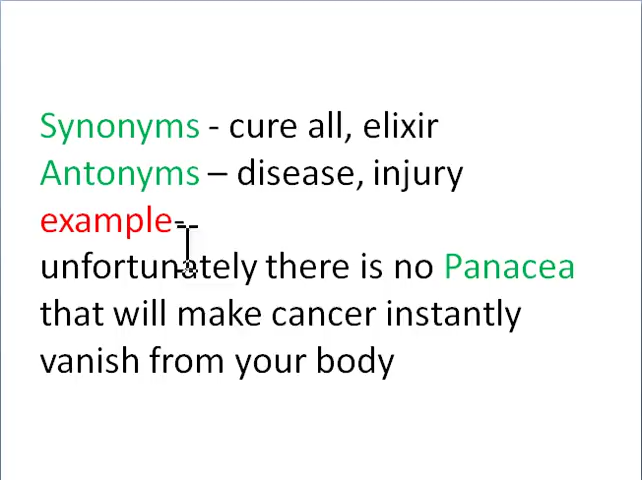 Synonyms - cure all, elixir
Antonyms – disease, injury
example--
unfortunately there is no Panacea
that will make cancer instantly
vanish from your body